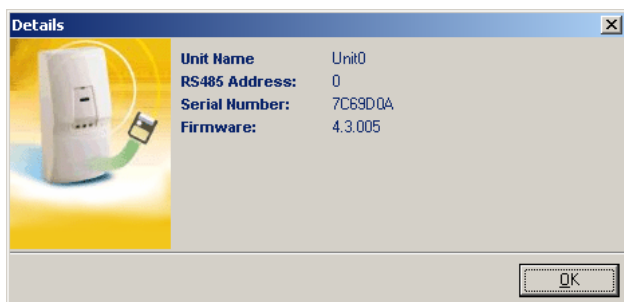 Details
Unit Name Unit0
RS485 Address: 0
Serial Number: 7C69D0A
Firmware: 4.3.005
OK